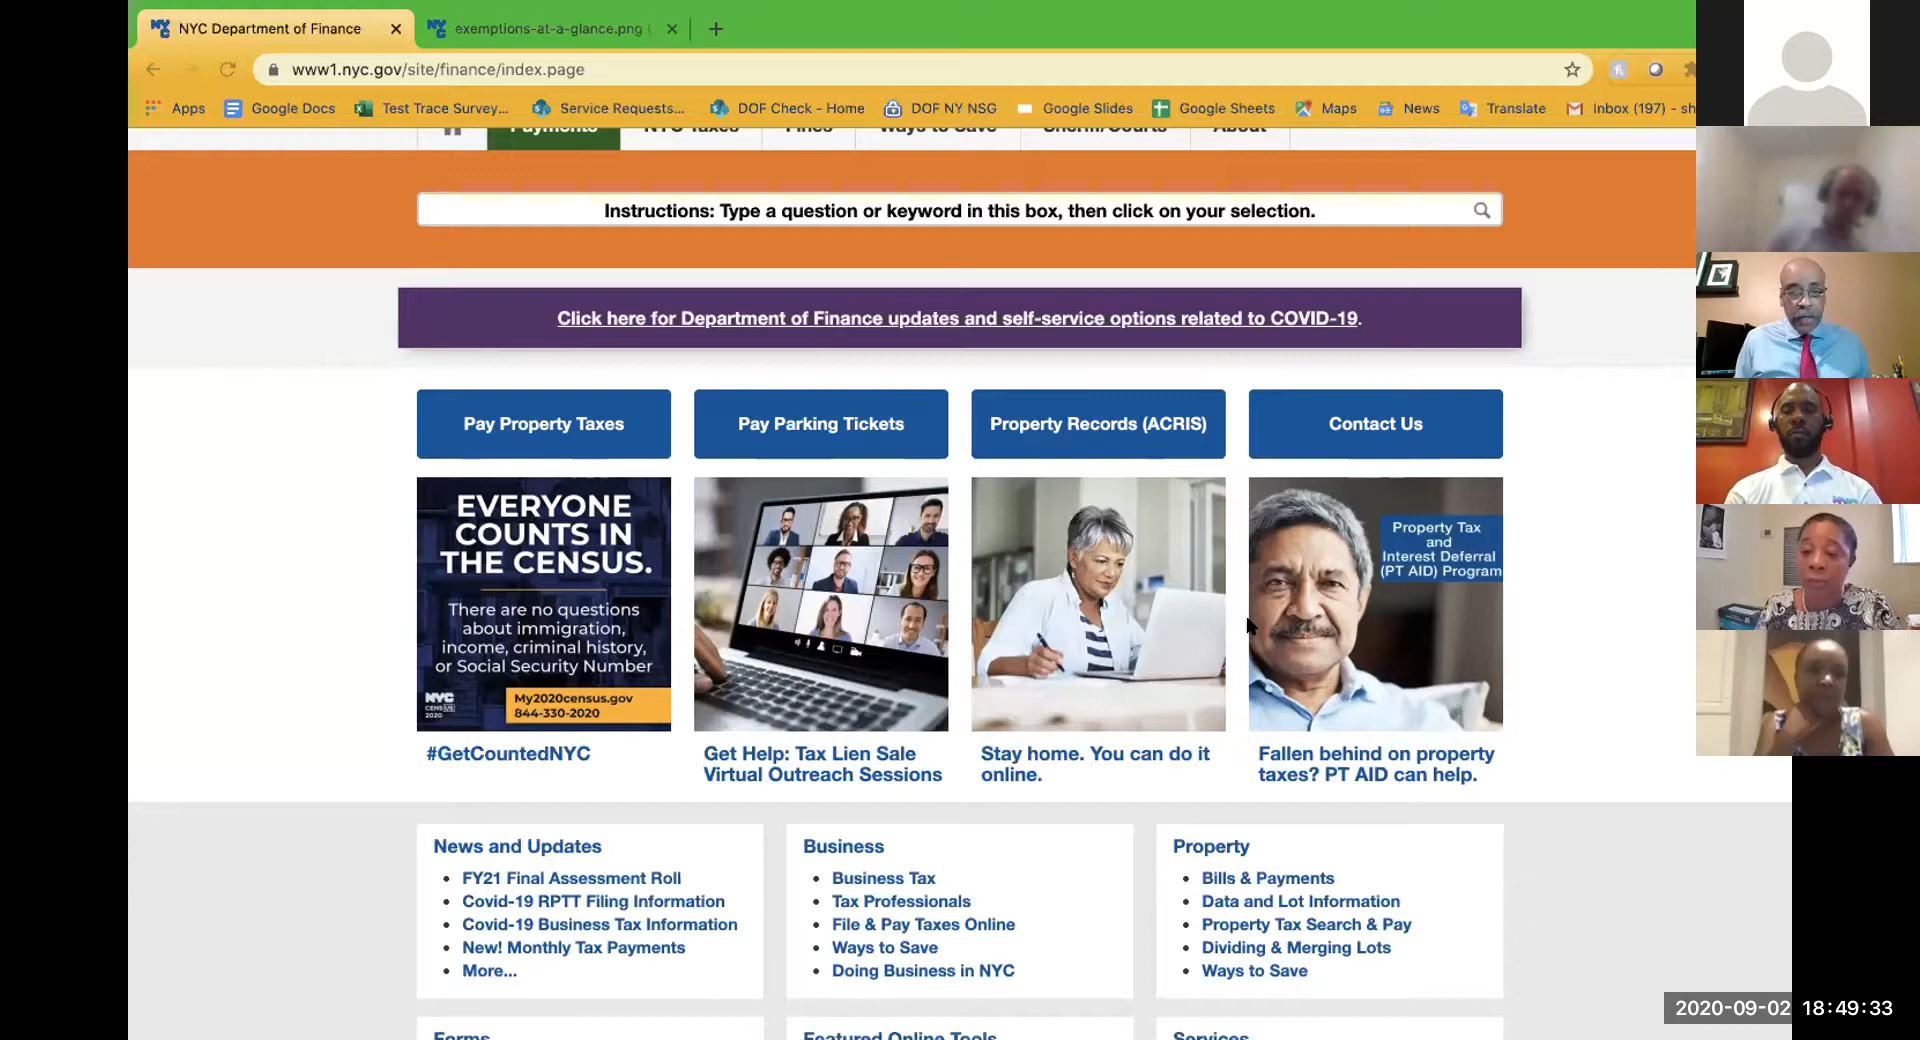 NYC Department of Finance
exemptions-at-a-glance.png (
www1.nyc.gov/site/finance/index.page
Apps
Google Docs
Test Trace Survey...
Service Requests...
DOF Check - Home
DOF NY NSG
Google Slides
Google Sheets
Maps
News
Translate
Inbox (197) - sh
Payments
NYC Taxes
Fines
Ways to Save
Sheriff/Courts
About
Instructions: Type a question or keyword in this box, then click on your selection.
Click here for Department of Finance updates and self-service options related to COVID-19.
Pay Property Taxes
Pay Parking Tickets
Property Records (ACRIS)
Contact Us
EVERYONE
COUNTS IN
THE CENSUS.
There are no questions
about immigration,
income, criminal history,
or Social Security Number
NYC
CENSUS
2020
My2020census.gov
844-330-2020
Property Tax
and
Interest Deferral
(PT AID) Program
#GetCountedNYC
Get Help: Tax Lien Sale
Virtual Outreach Sessions
Stay home. You can do it
online.
Fallen behind on property
taxes? PT AID can help.
News and Updates
FY21 Final Assessment Roll
Covid-19 RPTT Filing Information
Covid-19 Business Tax Information
New! Monthly Tax Payments
More...
Business
Business Tax
Tax Professionals
File & Pay Taxes Online
Ways to Save
Doing Business in NYC
Property
Bills & Payments
Data and Lot Information
Property Tax Search & Pay
Dividing & Merging Lots
Ways to Save
Forms
Featured Online Tools
Services
2020-09-02 18:49:33